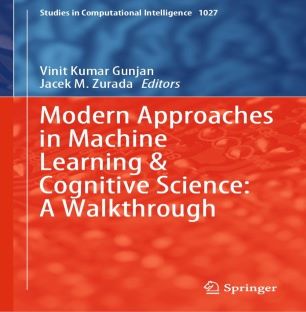 Studies in Computational Intelligence 1027
Vinit Kumar Gunjan
Jacek M. Zurada Editors
Modern Approaches
in Machine
Learning &
Cognitive Science:
A Walkthrough
Springer